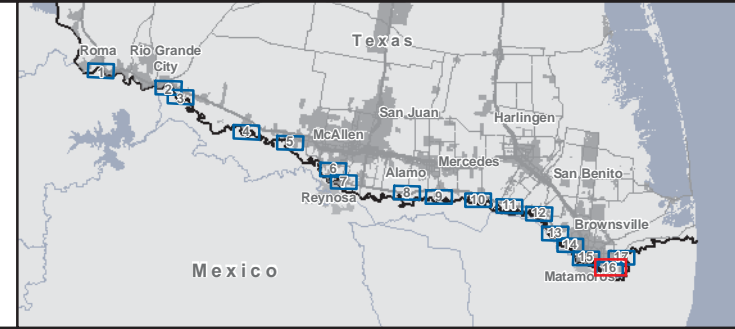 Texas
Roma
Rio Grande
City
1
2
3
San Juan
Harlingen
4
5
McAllen
Mercedes
6
Alamo
San Benito
7
Reynosa
8
9
10
11
12
Brownsville
13
14
15
17
Mexico
Matamoros
16